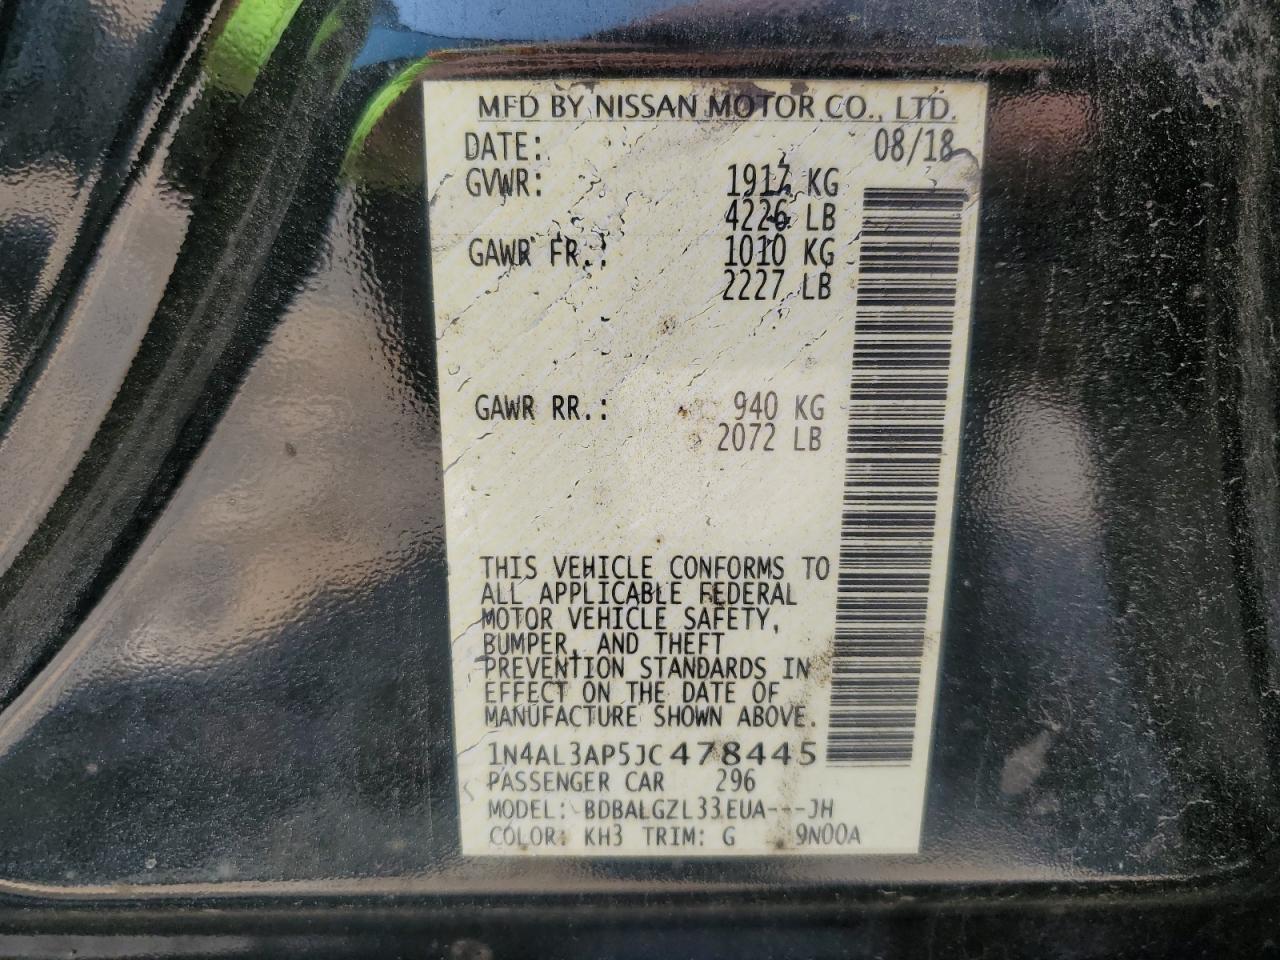 MFD BY NISSAN MOTOR CO., LTD.
DATE: 08/18
GVWR: 1917 KG
4226 LB
GAWR FR.: 1010 KG
2227 LB
GAWR RR.: 940 KG
2072 LB
THIS VEHICLE CONFORMS TO
ALL APPLICABLE FEDERAL
MOTOR VEHICLE SAFETY,
BUMPER, AND THEFT
PREVENTION STANDARDS IN
EFFECT ON THE DATE OF
MANUFACTURE SHOWN ABOVE.
1N4AL3AP5JC478445
PASSENGER CAR 296
MODEL: BDBALGZL33EUA---JH
COLOR: KH3 TRIM: G 9N00A